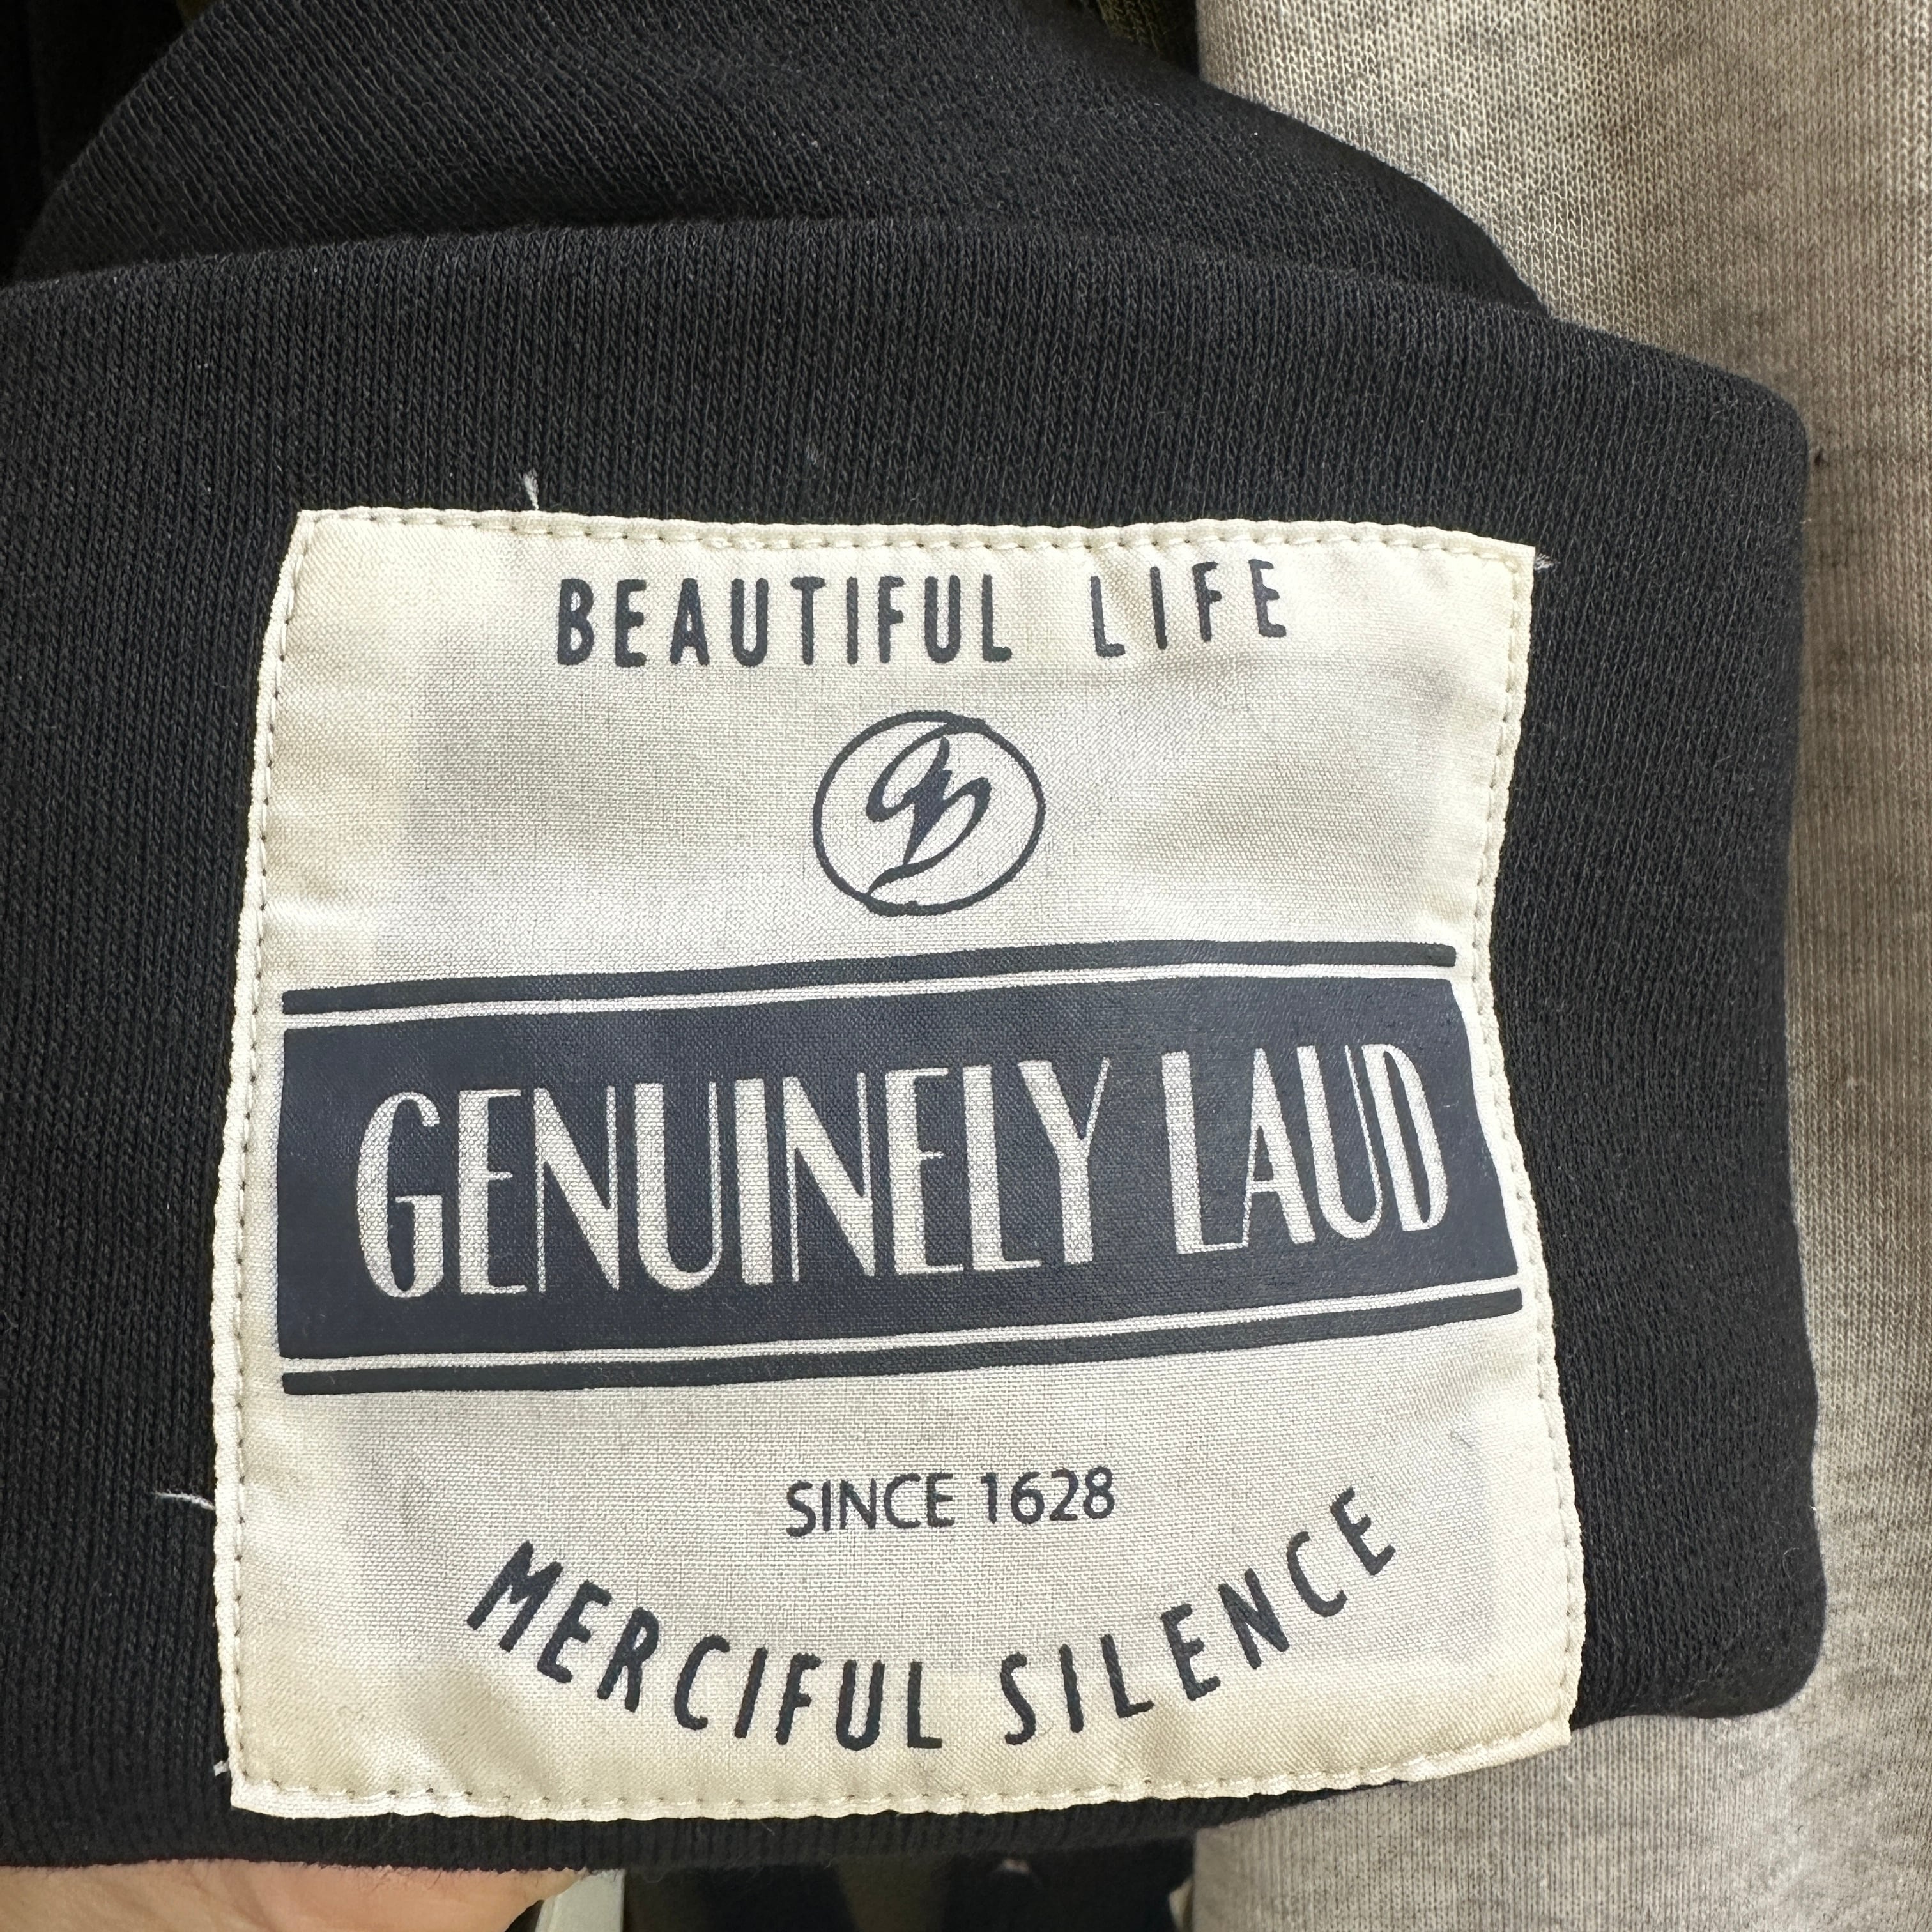 BEAUTIFUL LIFE
GENUINELY LAUD
SINCE 1628
MERCIFUL SILENCE